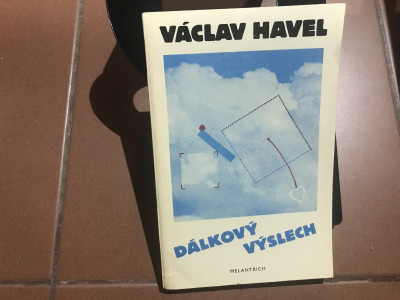 VÁCLAV HAVEL
DÁLKOVÝ
VÝSLECH
MELANTRICH